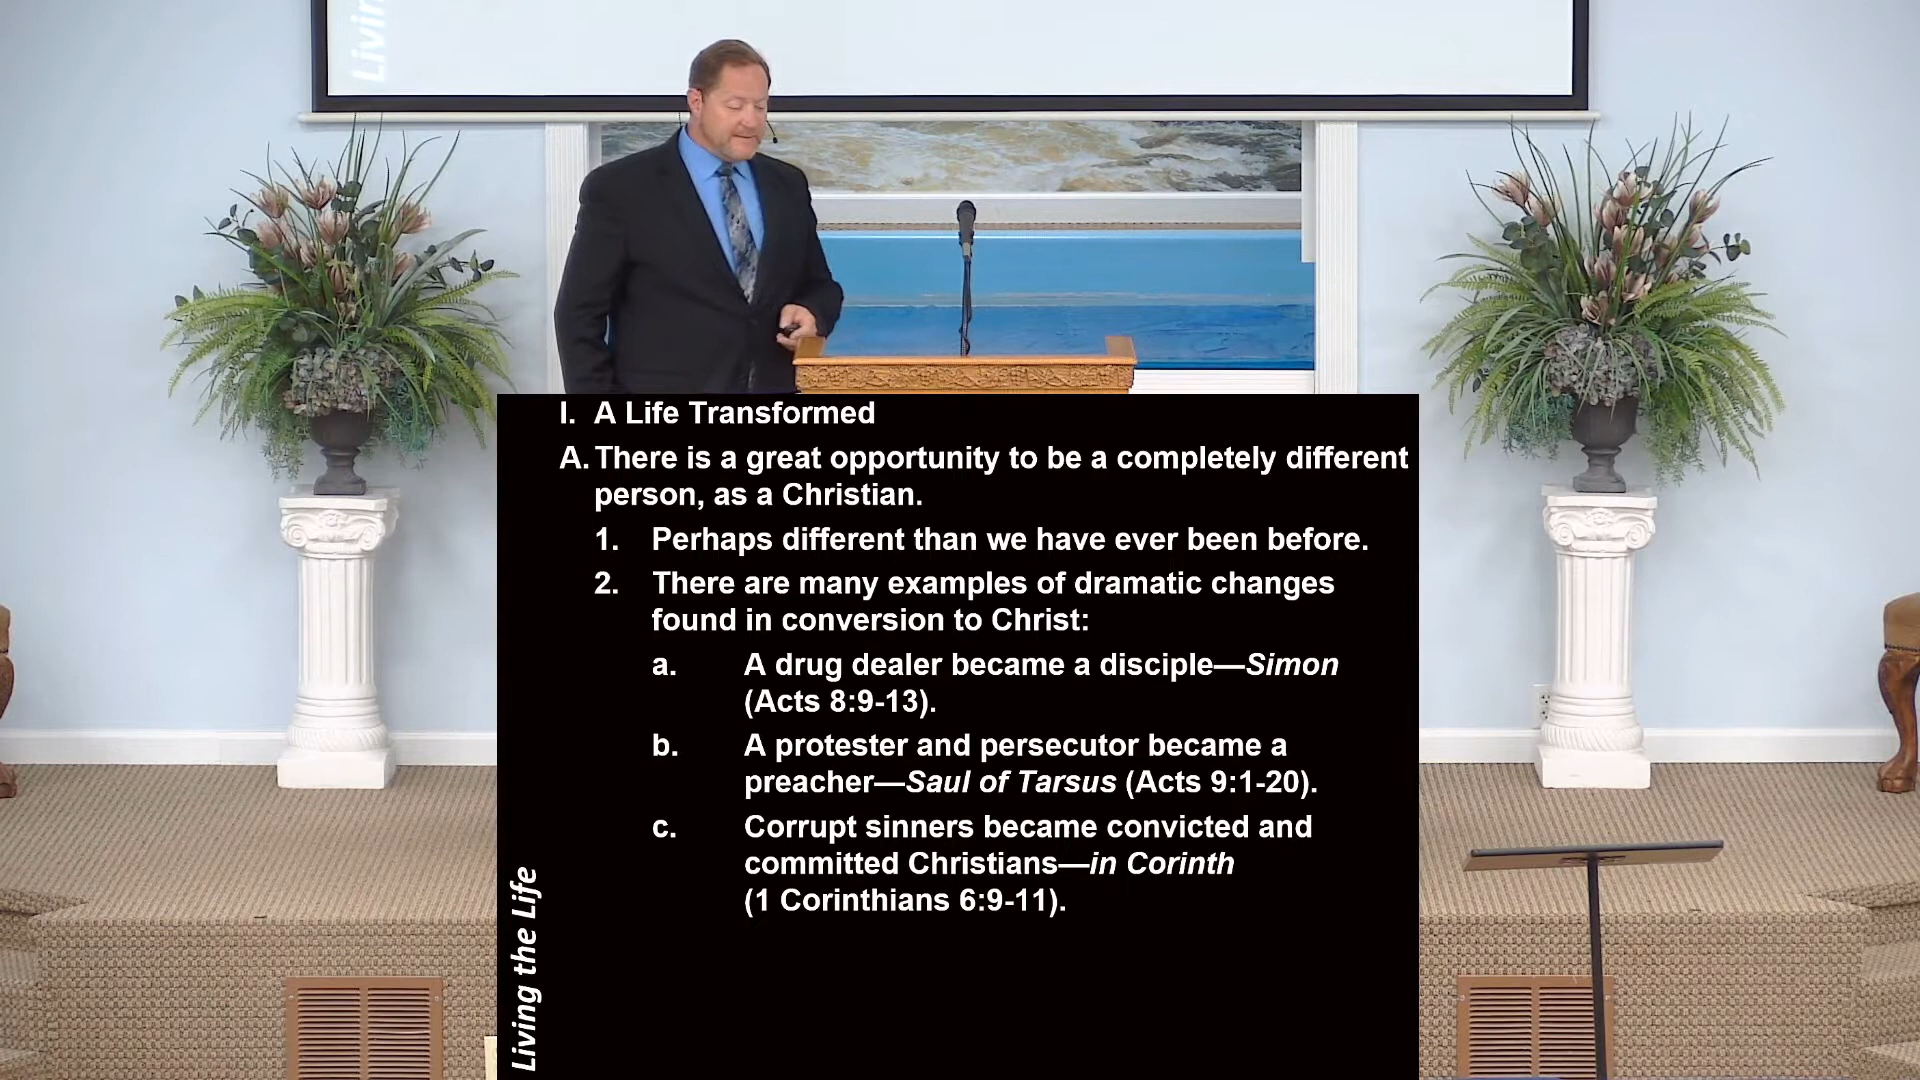 Livin
I. A Life Transformed
A. There is a great opportunity to be a completely different
person, as a Christian.
1. Perhaps different than we have ever been before.
2. There are many examples of dramatic changes
found in conversion to Christ:
a. A drug dealer became a disciple—Simon
(Acts 8:9-13).
b. A protester and persecutor became a
preacher—Saul of Tarsus (Acts 9:1-20).
c. Corrupt sinners became convicted and
committed Christians—in Corinth
(1 Corinthians 6:9-11).
Living the Life